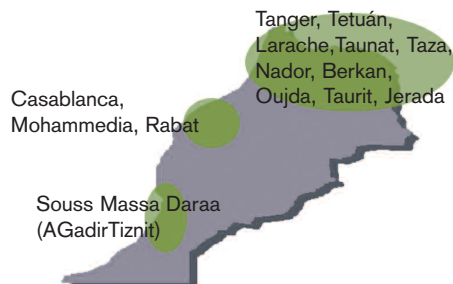 Tanger, Tetuán,
Larache,Taunat, Taza,
Nador, Berkan,
Oujda, Taurit, Jerada
Casablanca,
Mohammedia, Rabat
Souss Massa Daraa
(AGadirTiznit)